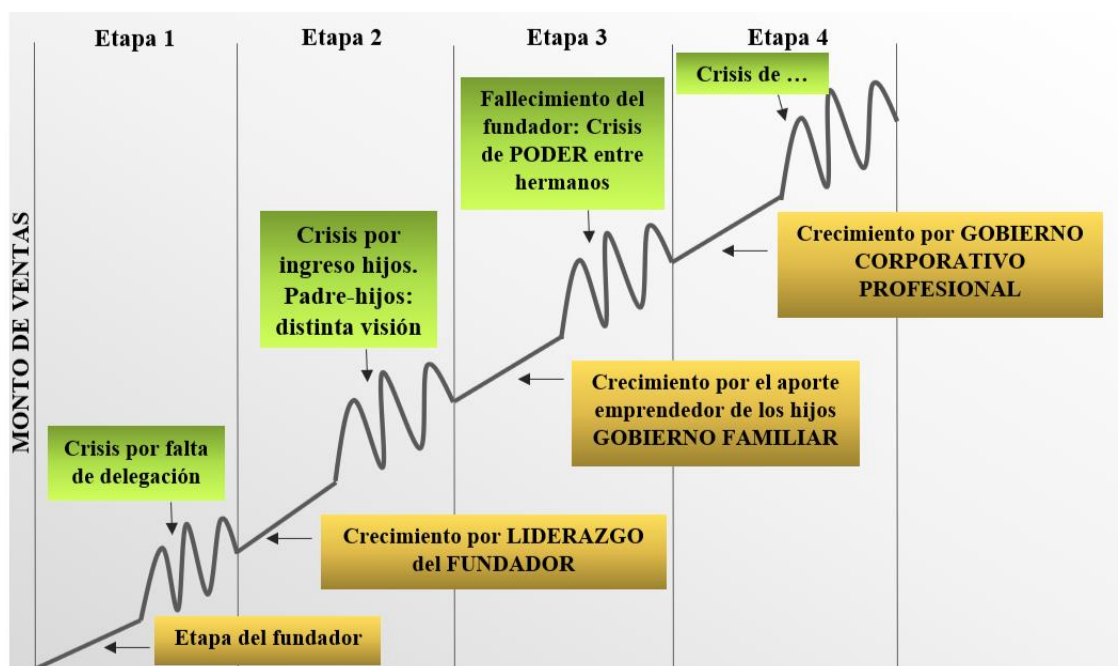 Etapa 1
Etapa 2
Etapa 3
Etapa 4
Crisis de …
Fallecimiento del
fundador: Crisis
de PODER entre
hermanos
Crisis por
ingreso hijos.
Padre-hijos:
distinta visión
Crisis por falta
de delegación
MONTO DE VENTAS
Crecimiento por GOBIERNO
CORPORATIVO
PROFESIONAL
Crecimiento por el aporte
emprendedor de los hijos
GOBIERNO FAMILIAR
Crecimiento por LIDERAZGO
del FUNDADOR
Etapa del fundador